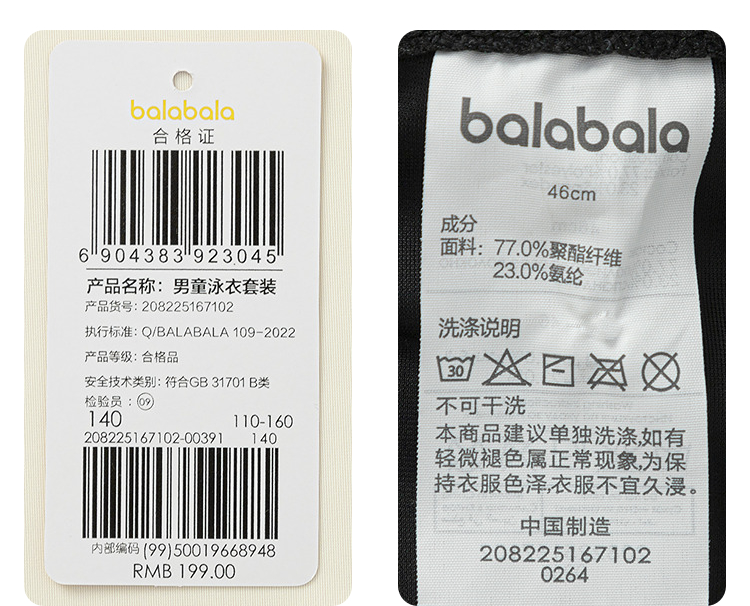 balabala
合格证
6 904383 923045
产品名称: 男童泳衣套装
产品货号: 208225167102
执行标准: Q/BALABALA 109-2022
产品等级: 合格品
安全技术类别: 符合GB 31701 B类
检验员: 09
140 110-160
208225167102-00391 140
内部编码 (99)50019668948
RMB 199.00
balabala
46cm
成分
面料: 77.0%聚酯纤维
23.0%氨纶
洗涤说明
30
不可干洗
本商品建议单独洗涤,如有
轻微褪色属正常现象,为保
持衣服色泽,衣服不宜久浸。
中国制造
208225167102
0264